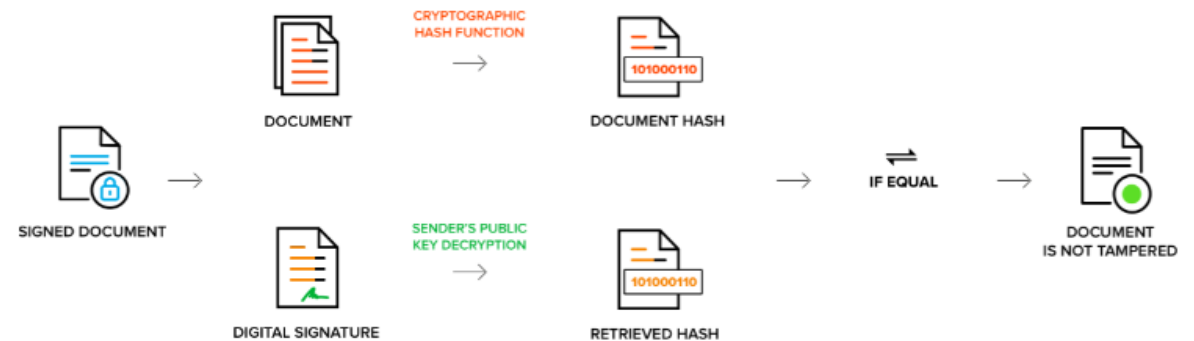 CRYPTOGRAPHIC
HASH FUNCTION
101000110
DOCUMENT
DOCUMENT HASH
IF EQUAL
SIGNED DOCUMENT
SENDER'S PUBLIC
KEY DECRYPTION
DOCUMENT
IS NOT TAMPERED
101000110
DIGITAL SIGNATURE
RETRIEVED HASH